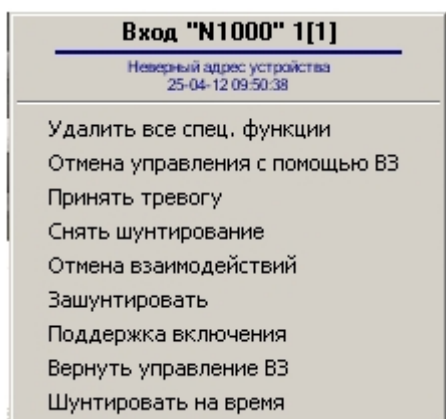 Вход "N1000" 1[1]
Неверный адрес устройства
25-04-12 09:50:38
Удалить все спец. функции
Отмена управления с помощью ВЗ
Принять тревогу
Снять шунтирование
Отмена взаимодействий
Зашунтировать
Поддержка включения
Вернуть управление ВЗ
Шунтировать на время